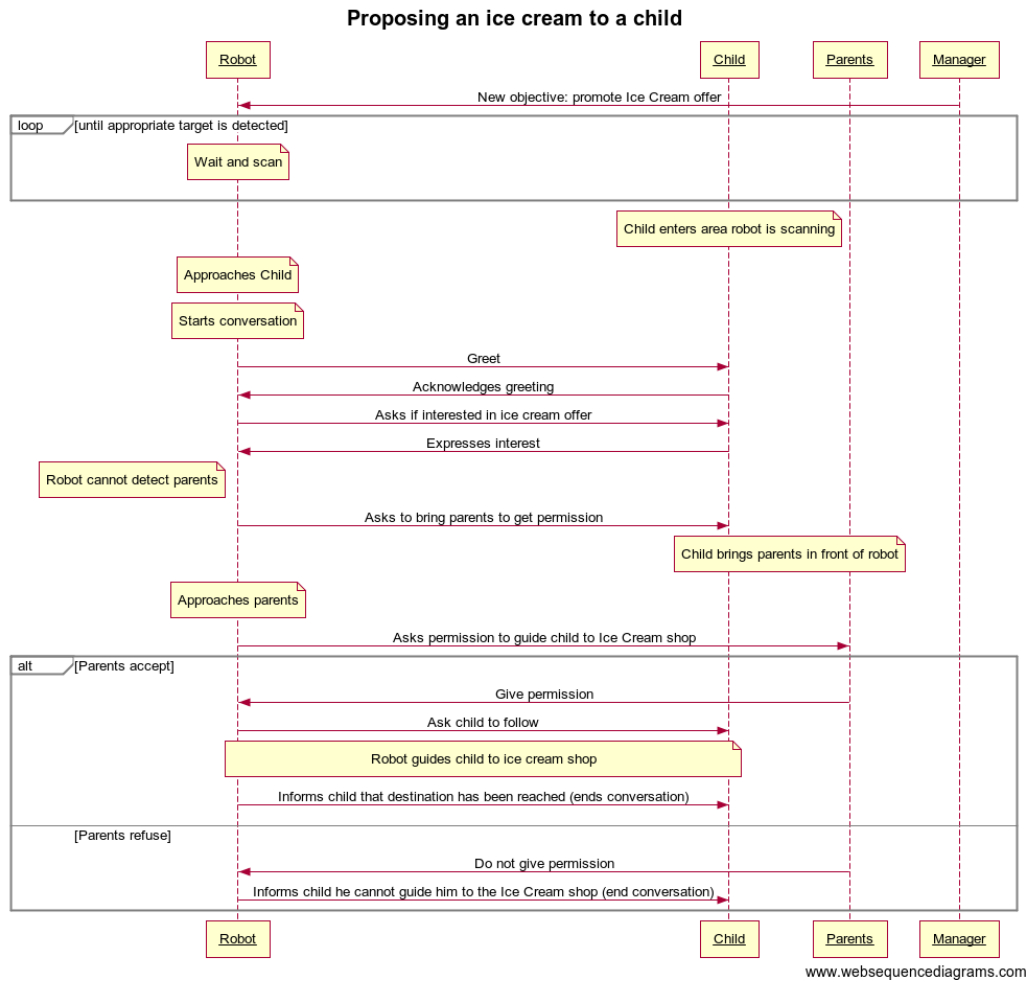 Proposing an ice cream to a child
Robot
Child
Parents
Manager
New objective: promote Ice Cream offer
loop
[until appropriate target is detected]
Wait and scan
Child enters area robot is scanning
Approaches Child
Starts conversation
Greet
Acknowledges greeting
Asks if interested in ice cream offer
Expresses interest
Robot cannot detect parents
Asks to bring parents to get permission
Child brings parents in front of robot
Approaches parents
Asks permission to guide child to Ice Cream shop
alt
[Parents accept]
Give permission
Ask child to follow
Robot guides child to ice cream shop
Informs child that destination has been reached (ends conversation)
[Parents refuse]
Do not give permission
Informs child he cannot guide him to the Ice Cream shop (end conversation)
Robot
Child
Parents
Manager
www.websequencediagrams.com